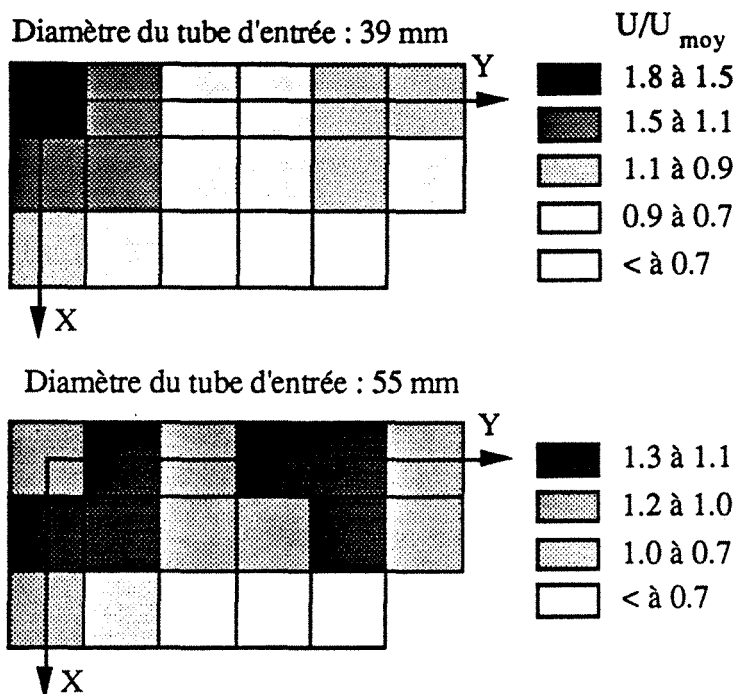 Diamètre du tube d'entrée : 39 mm
U/U moy
Y
1.8 à 1.5
1.5 à 1.1
1.1 à 0.9
0.9 à 0.7
< à 0.7
X
Diamètre du tube d'entrée : 55 mm
Y
1.3 à 1.1
1.2 à 1.0
1.0 à 0.7
< à 0.7
X